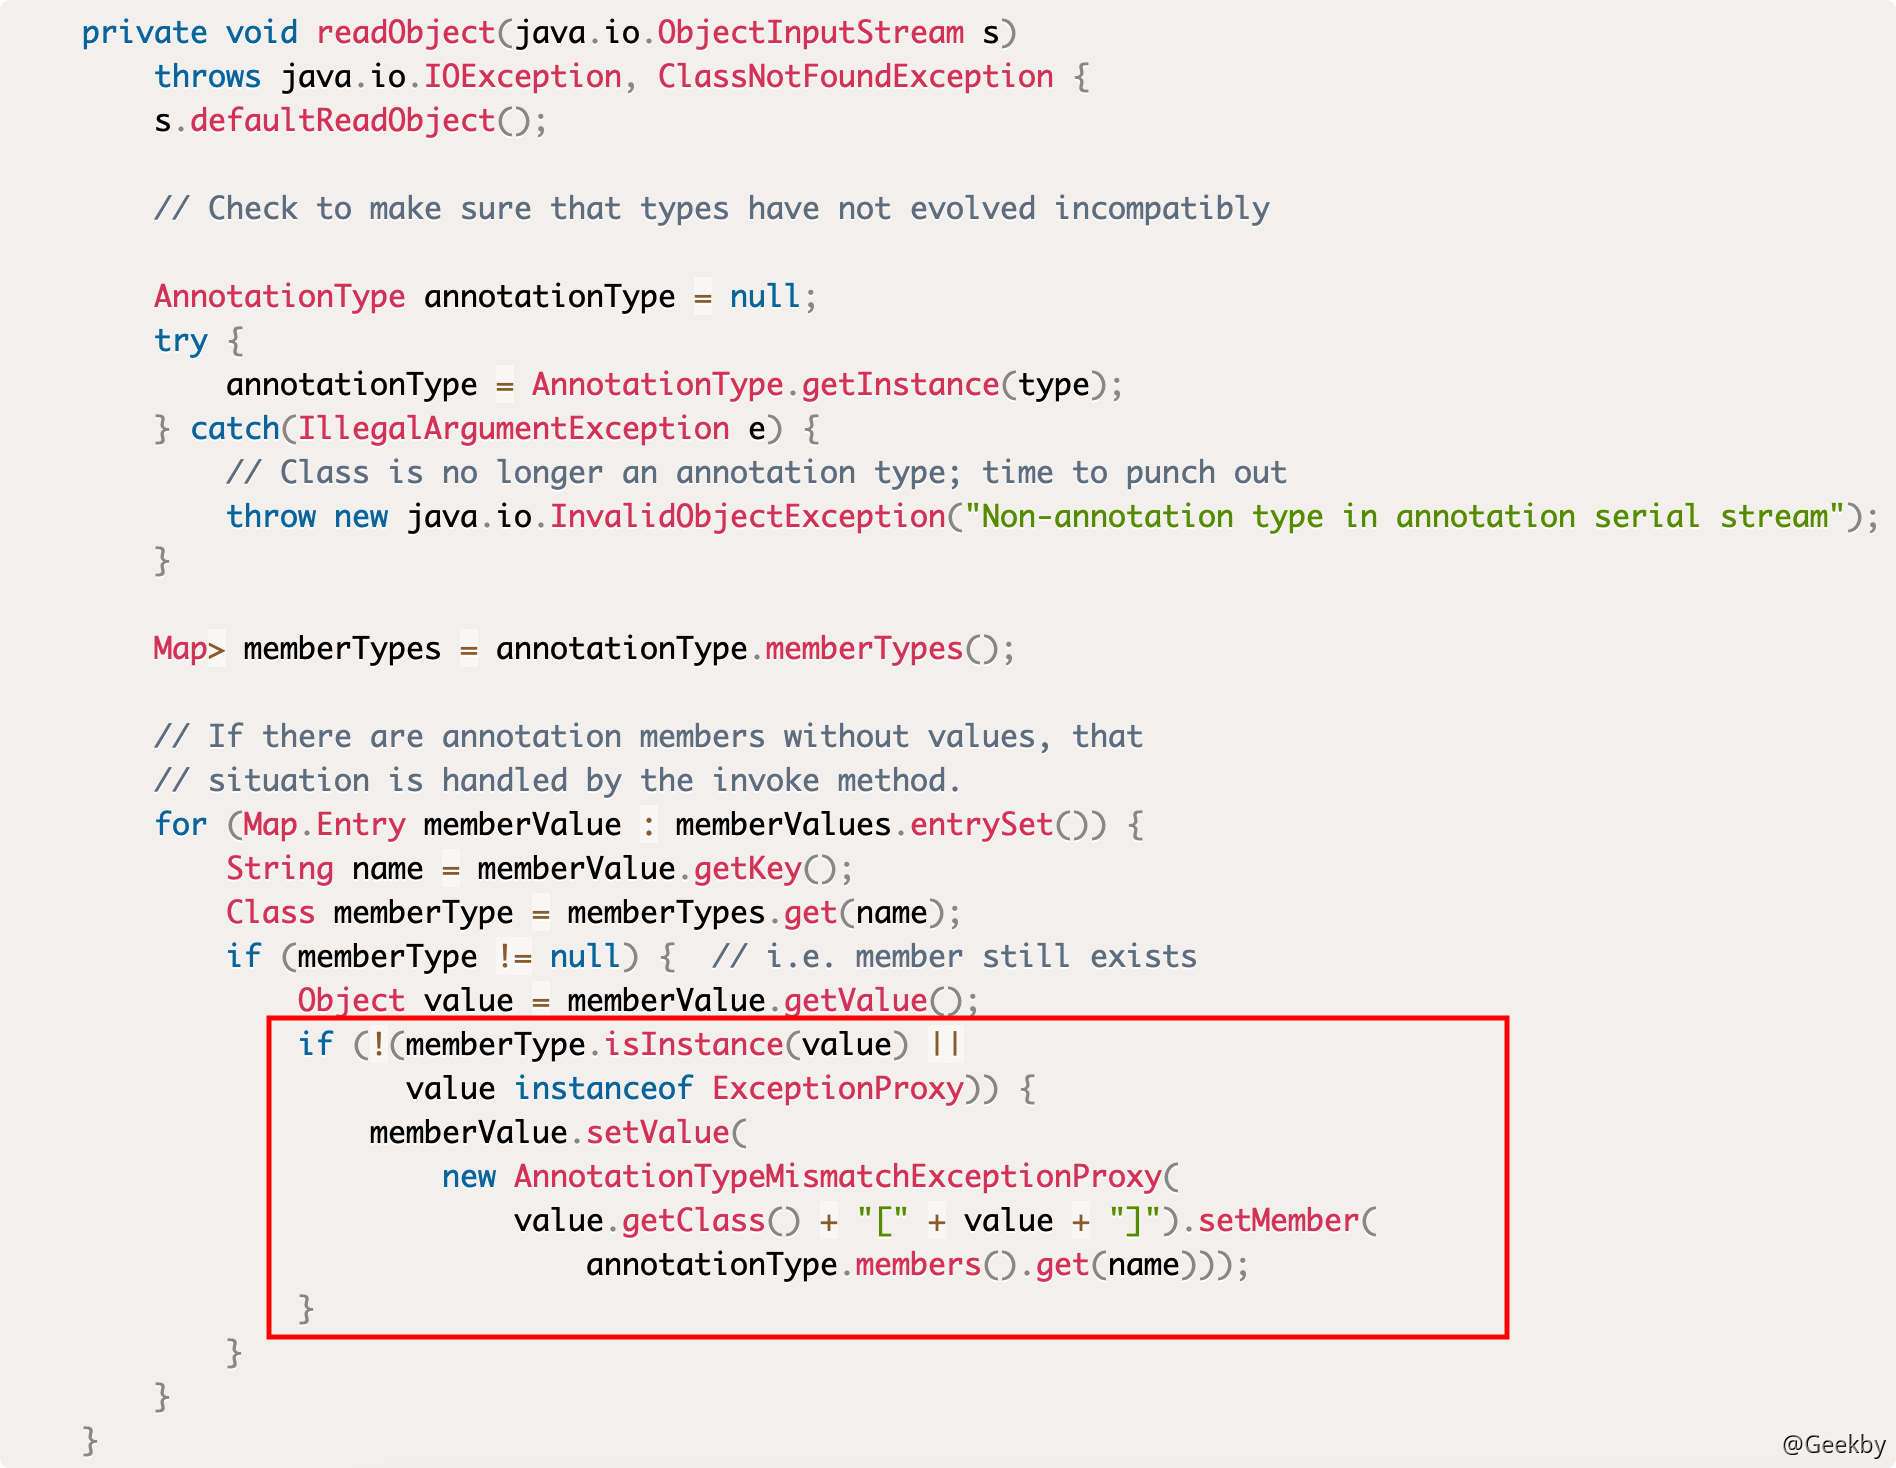 private void readObject(java.io.ObjectInputStream s)
    throws java.io.IOException, ClassNotFoundException {
    s.defaultReadObject();
    // Check to make sure that types have not evolved incompatibly
    AnnotationType annotationType = null;
    try {
        annotationType = AnnotationType.getInstance(type);
    } catch(IllegalArgumentException e) {
        // Class is no longer an annotation type; time to punch out
        throw new java.io.InvalidObjectException("Non-annotation type in annotation serial stream");
    }
    Map> memberTypes = annotationType.memberTypes();
    // If there are annotation members without values, that
    // situation is handled by the invoke method.
    for (Map.Entry memberValue : memberValues.entrySet()) {
        String name = memberValue.getKey();
        Class memberType = memberTypes.get(name);
        if (memberType != null) {  // i.e. member still exists
            Object value = memberValue.getValue();
            if (!(memberType.isInstance(value) ||
                  value instanceof ExceptionProxy)) {
                memberValue.setValue(
                    new AnnotationTypeMismatchExceptionProxy(
                        value.getClass() + "[" + value + "]").setMember(
                            annotationType.members().get(name)));
            }
        }
    }
}
@Geekby